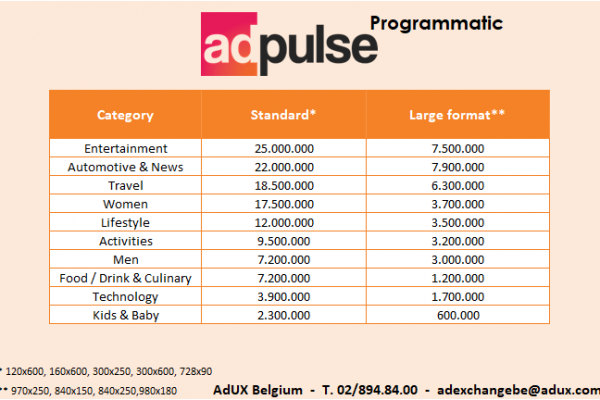 adpulse Programmatic
Category Standard* Large format**
Entertainment 25.000.000 7.500.000
Automotive & News 22.000.000 7.900.000
Travel 18.500.000 6.300.000
Women 17.500.000 3.700.000
Lifestyle 12.000.000 3.500.000
Activities 9.500.000 3.200.000
Men 7.200.000 3.000.000
Food / Drink & Culinary 7.200.000 1.200.000
Technology 3.900.000 1.700.000
Kids & Baby 2.300.000 600.000
* 120x600, 160x600, 300x250, 300x600, 728x90
** 970x250, 840x150, 840x250,980x180 AdUX Belgium - T. 02/894.84.00 - adexchangebe@adux.com